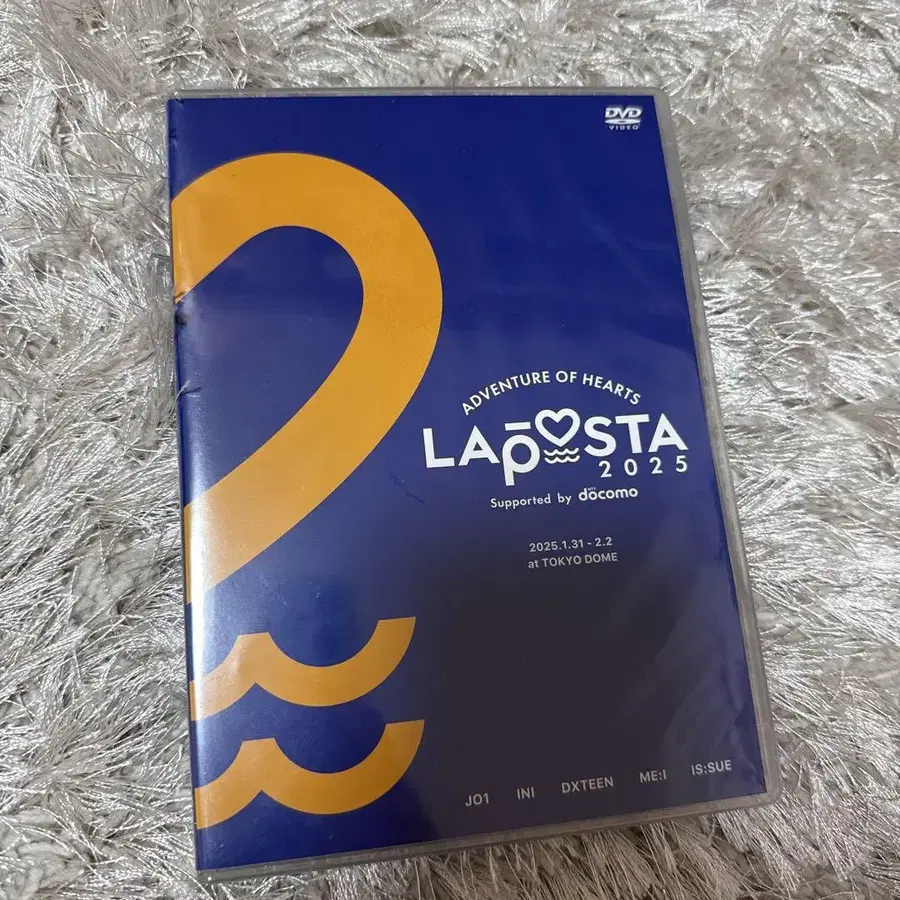 DVD
VIDEO
ADVENTURE OF HEARTS
LAPOSTA
2025
Supported by döcomo
2025.1.31 - 2.2
at TOKYO DOME
JO1 INI DXTEEN ME:I IS:SUE